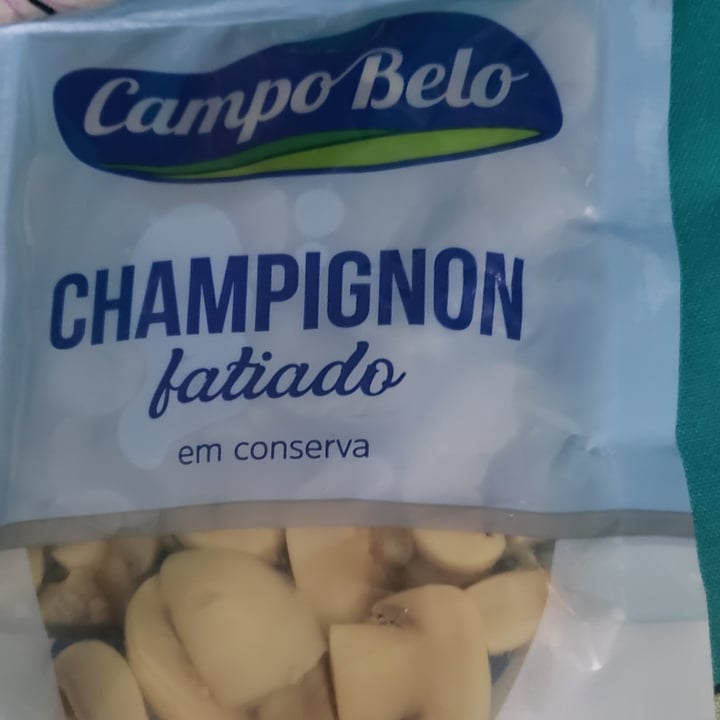 Campo Belo
CHAMPIGNON
fatiado
em conserva